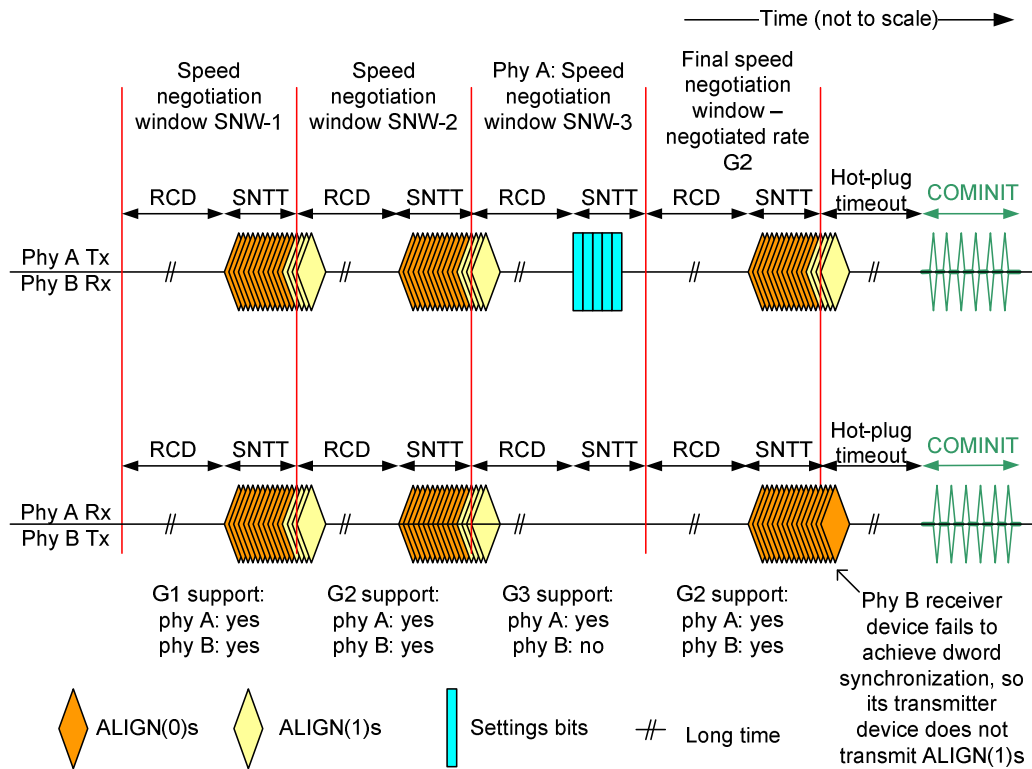 Time (not to scale)
Speed
negotiation
window SNW-1
Speed
negotiation
window SNW-2
Phy A: Speed
negotiation
window SNW-3
Final speed
negotiation
window –
negotiated rate
G2
RCD
SNTT
RCD
SNTT
RCD
SNTT
RCD
SNTT
Hot-plug
timeout
COMINIT
Phy A Tx
Phy B Rx
RCD
SNTT
RCD
SNTT
RCD
SNTT
RCD
SNTT
Hot-plug
timeout
COMINIT
Phy A Rx
Phy B Tx
G1 support:
phy A: yes
phy B: yes
G2 support:
phy A: yes
phy B: yes
G3 support:
phy A: yes
phy B: no
G2 support:
phy A: yes
phy B: yes
Phy B receiver
device fails to
achieve dword
synchronization, so
its transmitter
device does not
transmit ALIGN(1)s
ALIGN(0)s
ALIGN(1)s
Settings bits
Long time